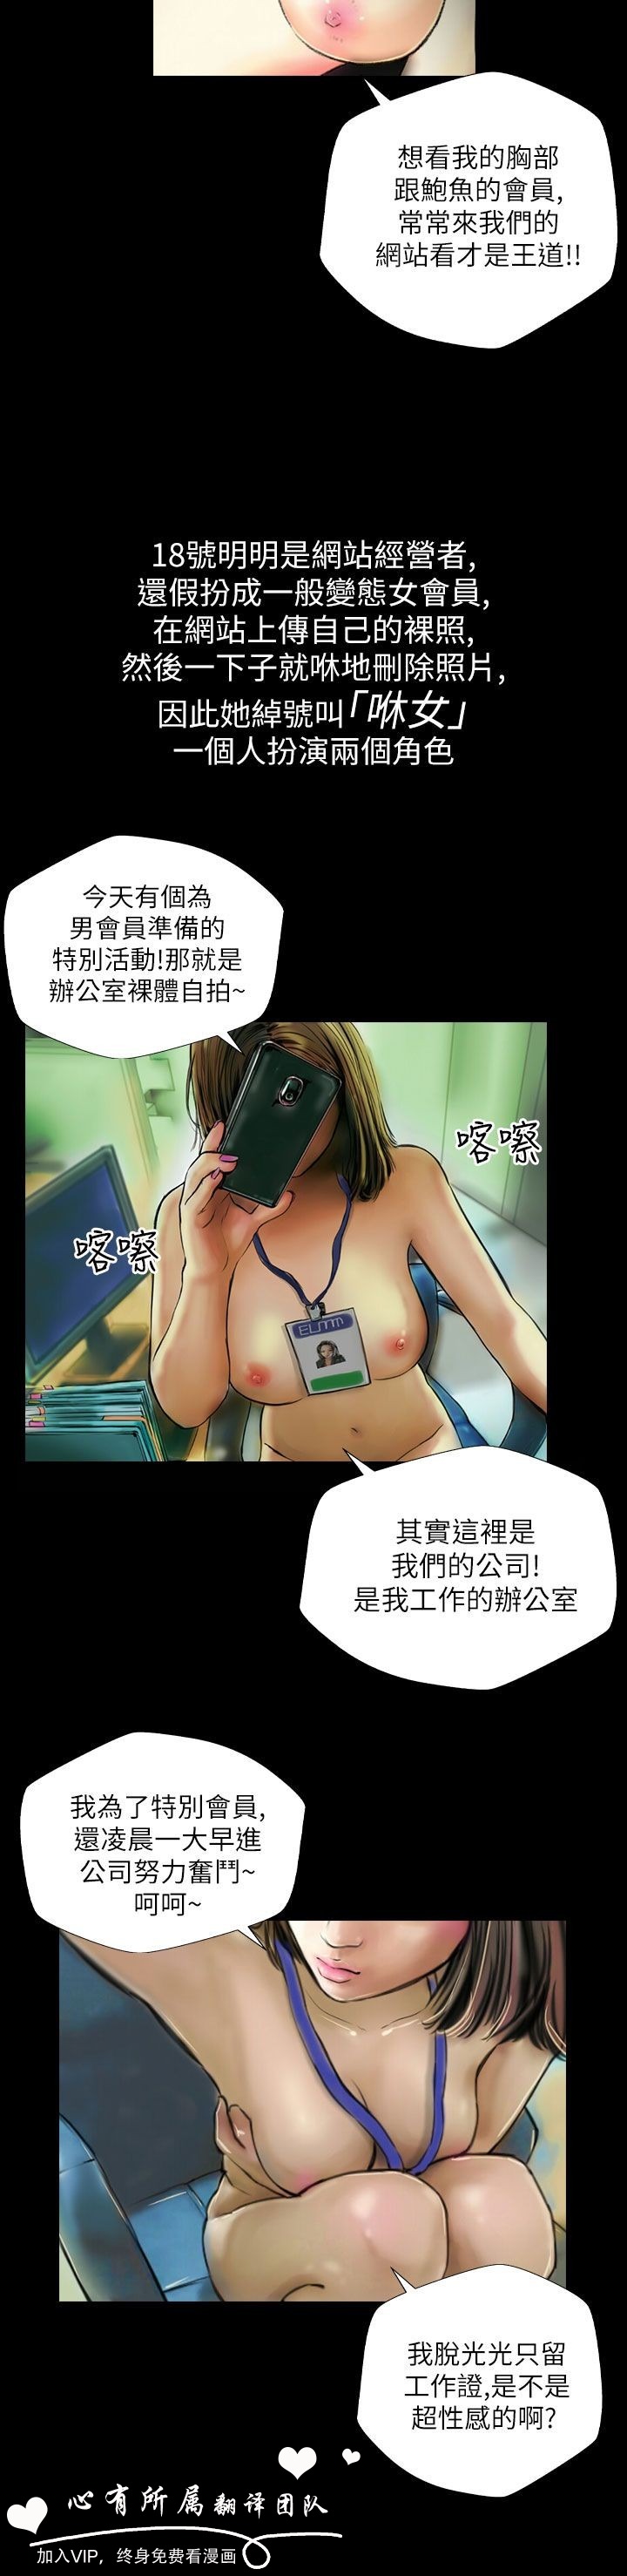 想看我的胸部
跟鮑魚的會員,
常常來我們的
網站看才是王道!!
18號明明是網站經營者,
還假扮成一般變態女會員,
在網站上傳自己的裸照,
然後一下子就咻地刪除照片,
因此她綽號叫「咻女」
一個人扮演兩個角色
今天有個為
男會員準備的
特別活動!那就是
辦公室裸體自拍~
喀嚓
喀嚓
ELnm
其實這裡是
我們的公司!
是我工作的辦公室
我為了特別會員,
還凌晨一大早進
公司努力奮鬥~
呵呵~
我脫光光只留
工作證,是不是
超性感的啊?
心有所属翻译团队
加入VIP，终身免费看漫画